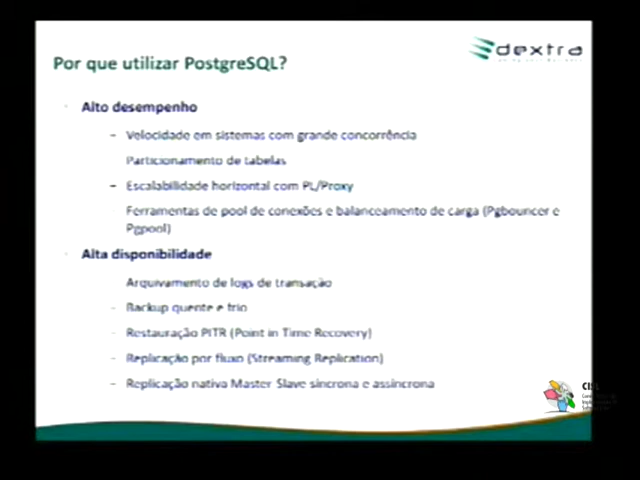 Por que utilizar PostgreSQL?
dextra
Alto desempenho
– Velocidade em sistemas com grande concorrência
Particionamento de tabelas
– Escalabilidade horizontal com PL/Proxy
Ferramentas de pool de conexões e balanceamento de carga (Pgbouncer e
Pgpool)
Alta disponibilidade
Arquivamento de logs de transação
– Backup quente e frio
– Restauração PITR (Point in Time Recovery)
– Replicação por fluxo (Streaming Replication)
– Replicação nativa Master Slave síncrona e assíncrona